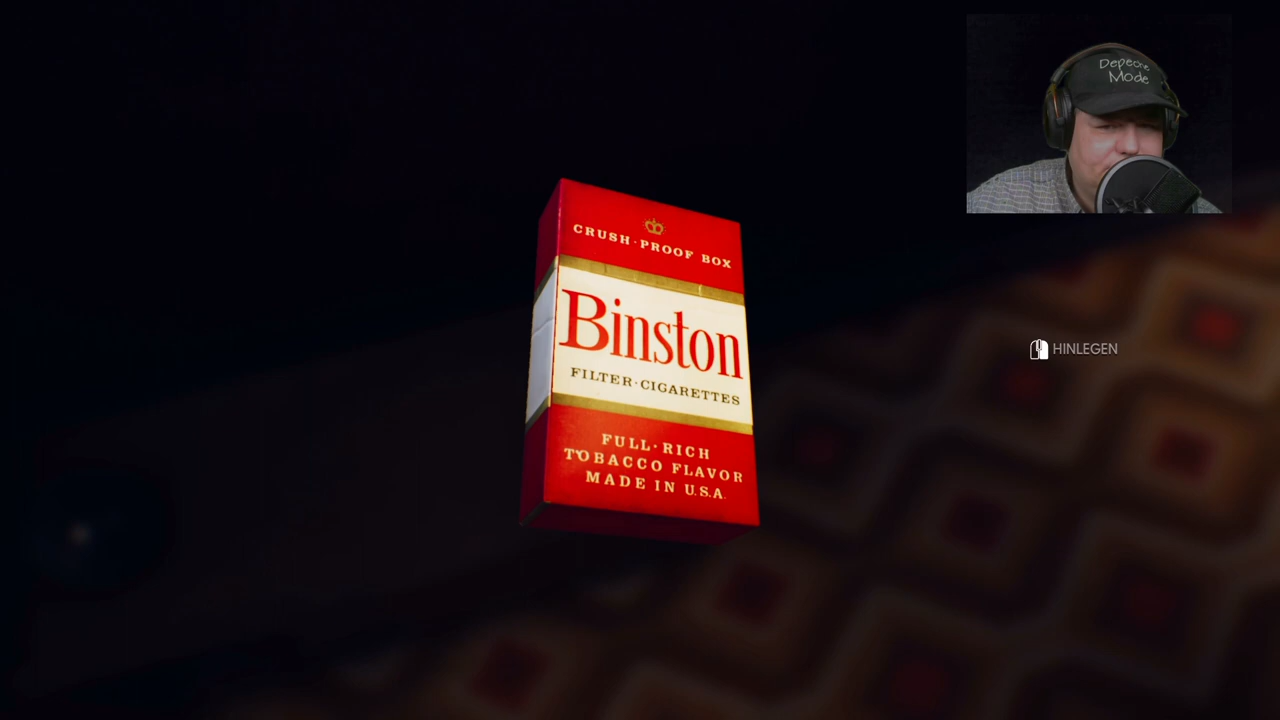 Depeche
Mode
CRUSH·PROOF BOX
Binston
FILTER·CIGARETTES
FULL·RICH
TOBACCO FLAVOR
MADE IN U.S.A.
HINLEGEN